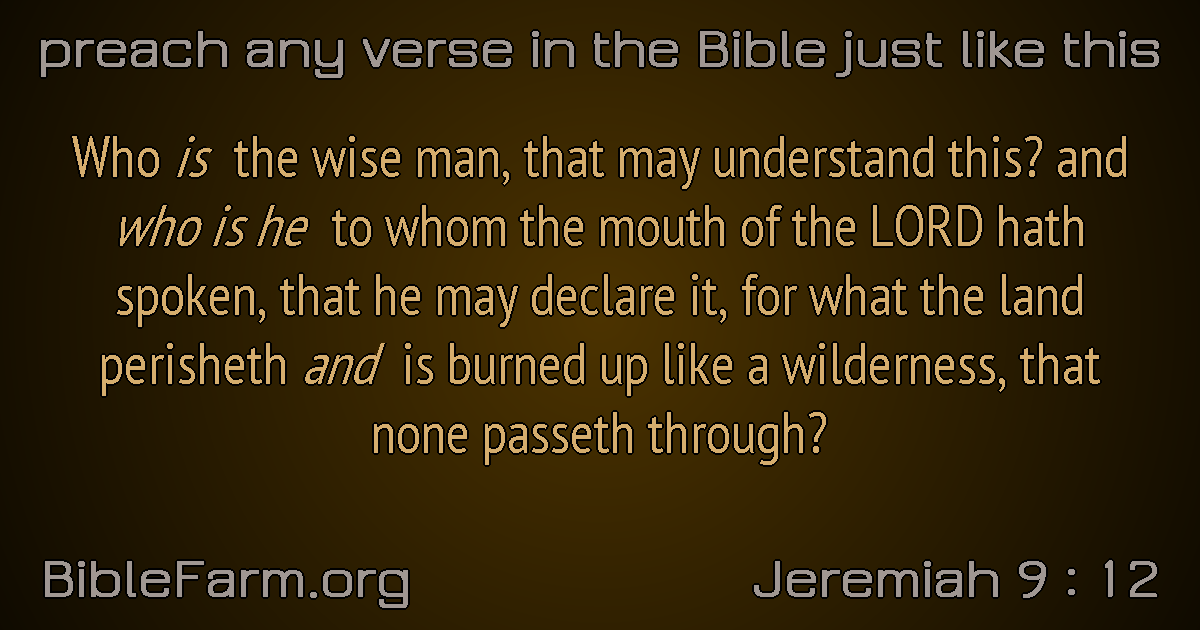 preach any verse in the Bible just like this
Who is the wise man, that may understand this? and
who is he to whom the mouth of the LORD hath
spoken, that he may declare it, for what the land
perisheth and is burned up like a wilderness, that
none passeth through?
BibleFarm.org
Jeremiah 9 : 12